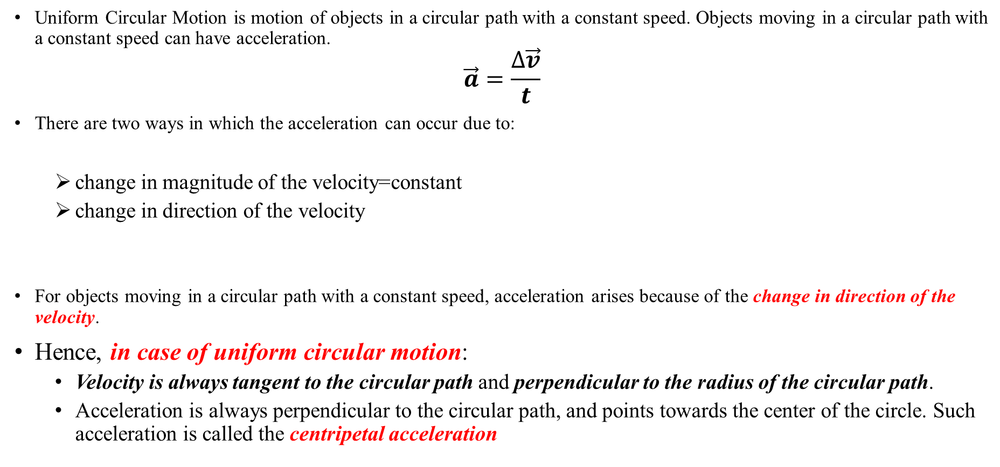 • Uniform Circular Motion is motion of objects in a circular path with a constant speed. Objects moving in a circular path with
a constant speed can have acceleration.
$\vec{a} = \frac{\Delta\vec{v}}{t}$
• There are two ways in which the acceleration can occur due to:
➢ change in magnitude of the velocity=constant
➢ change in direction of the velocity
• For objects moving in a circular path with a constant speed, acceleration arises because of the change in direction of the
velocity.
• Hence, in case of uniform circular motion:
• Velocity is always tangent to the circular path and perpendicular to the radius of the circular path.
• Acceleration is always perpendicular to the circular path, and points towards the center of the circle. Such
acceleration is called the centripetal acceleration